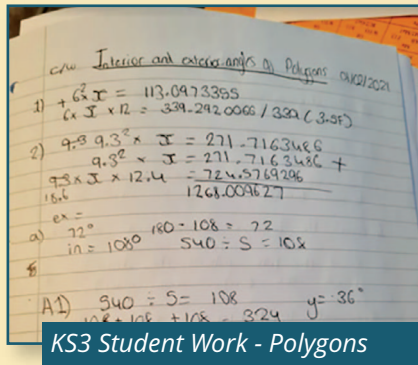 c/w Interior and exterior angles of Polygons 01/02/2021
1) + 6² x π = 113.0973355
6 x π x 12 = 339.2920066 / 339 (3.SF)
2) 9.3 9.3² x π = 271.7163486
9.3² x π = 271.7163486 +
π x 12.4 = 724.5769296
18.6 1268.009627
ex =
a) 72° 180 - 108 = 72
in = 108° 540 ÷ 5 = 108
A1) 540 ÷ 5 = 108 y = 36°
108 + 108 + 108 = 324
KS3 Student Work - Polygons